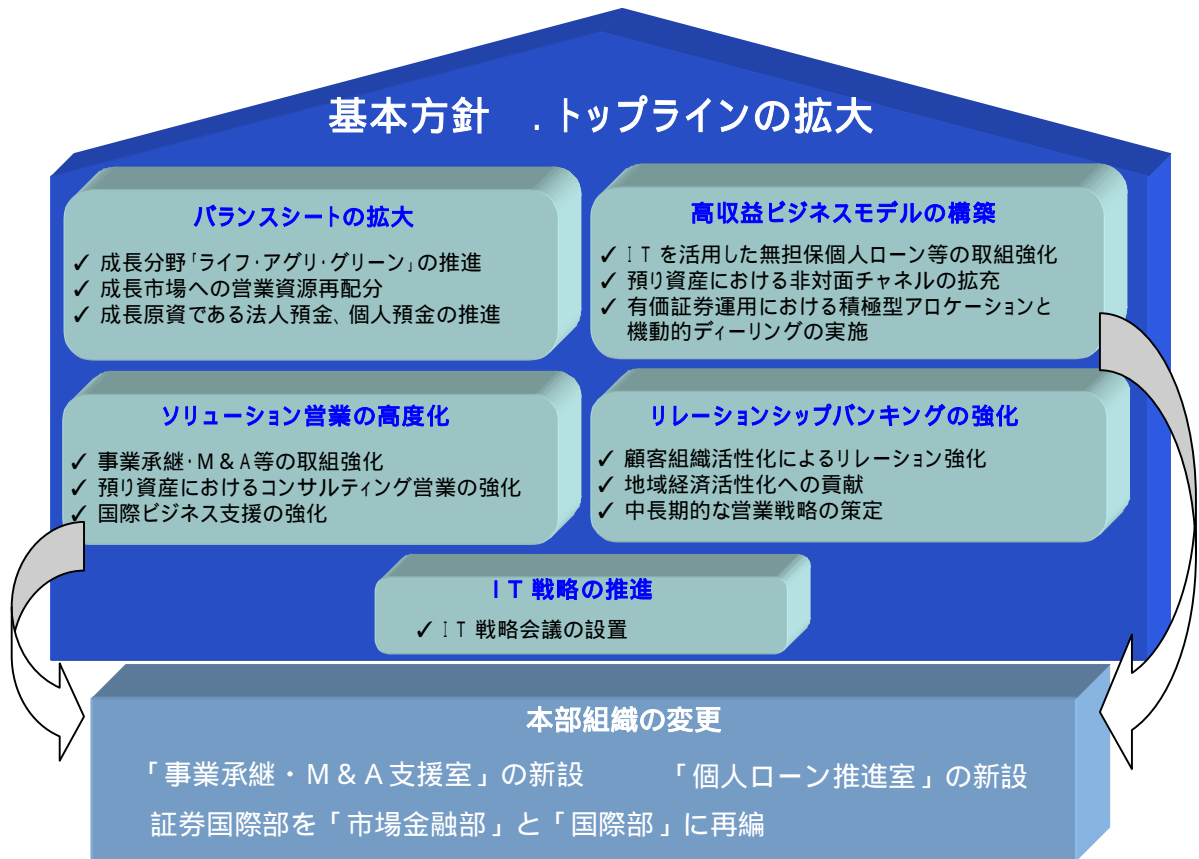 基本方針 .トップラインの拡大
バランスシートの拡大
✓ 成長分野「ライフ・アグリ・グリーン」の推進
✓ 成長市場への営業資源再配分
✓ 成長原資である法人預金、個人預金の推進
高収益ビジネスモデルの構築
✓ ITを活用した無担保個人ローン等の取組強化
✓ 預り資産における非対面チャネルの拡充
✓ 有価証券運用における積極型アロケーションと
機動的ディーリングの実施
ソリューション営業の高度化
✓ 事業承継・M&A等の取組強化
✓ 預り資産におけるコンサルティング営業の強化
✓ 国際ビジネス支援の強化
リレーションシップバンキングの強化
✓ 顧客組織活性化によるリレーション強化
✓ 地域経済活性化への貢献
✓ 中長期的な営業戦略の策定
IT戦略の推進
✓ IT戦略会議の設置
本部組織の変更
「事業承継・M&A支援室」の新設 「個人ローン推進室」の新設
証券国際部を「市場金融部」と「国際部」に再編